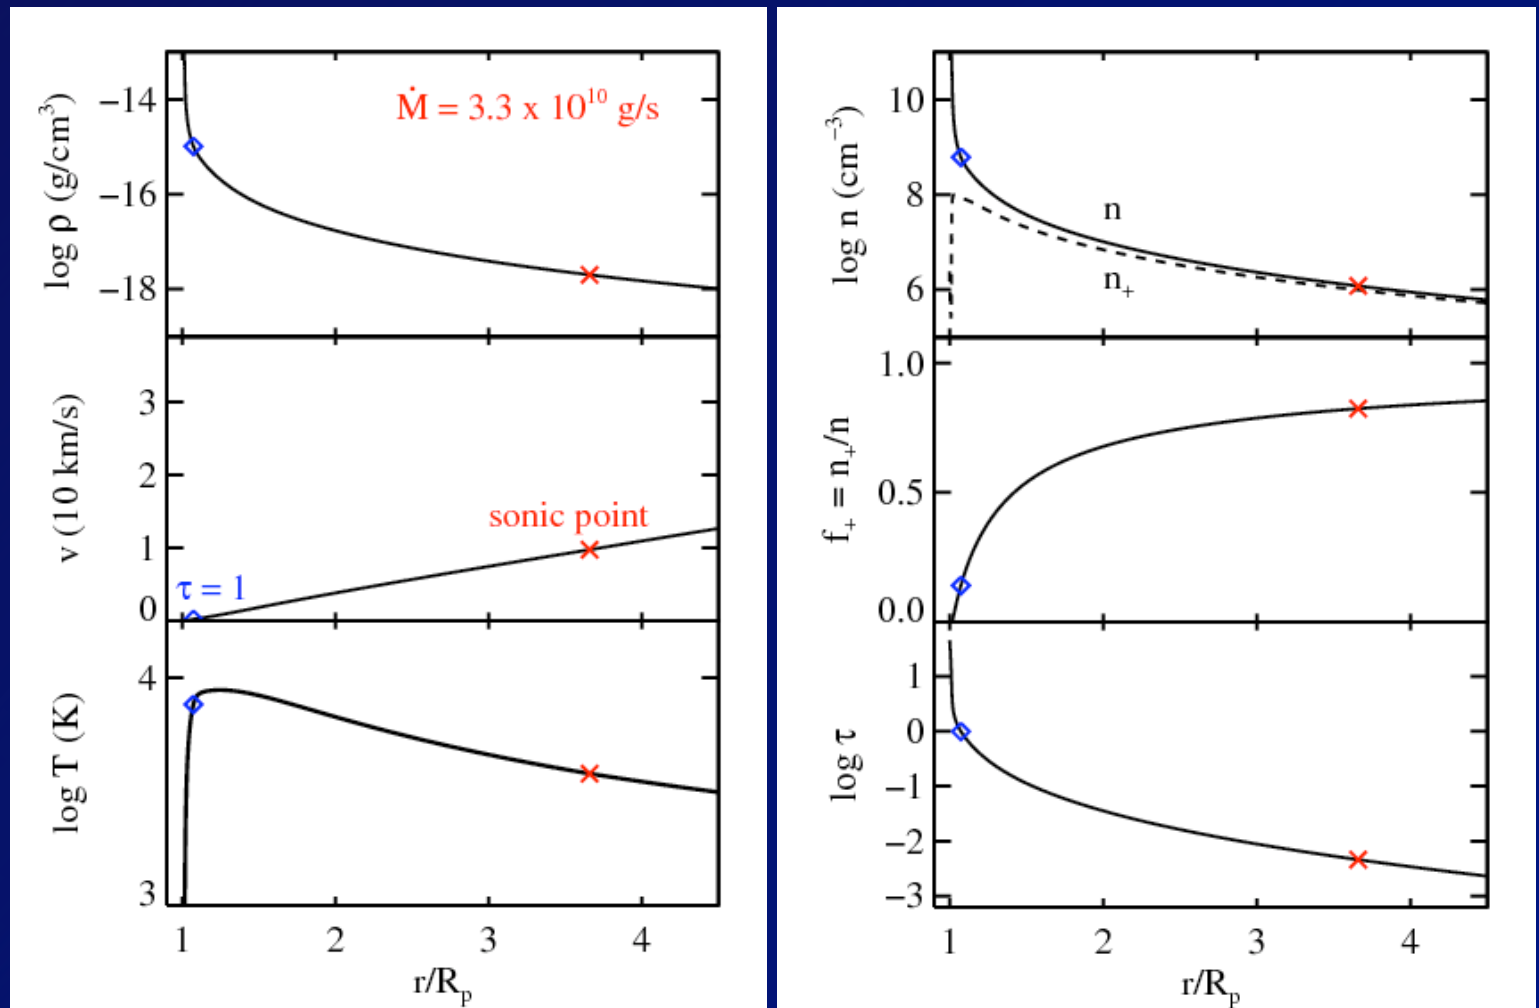 log ρ (g/cm³)
−14
−16
−18
Ṁ = 3.3 x 10¹⁰ g/s
v (10 km/s)
3
2
1
0
sonic point
τ = 1
log T (K)
4
3
1 2 3 4
r/Rₚ
log n (cm⁻³)
10
8
6
n
n₊
f₊ = n₊/n
1.0
0.5
0.0
log τ
1
0
−1
−2
−3
1 2 3 4
r/Rₚ